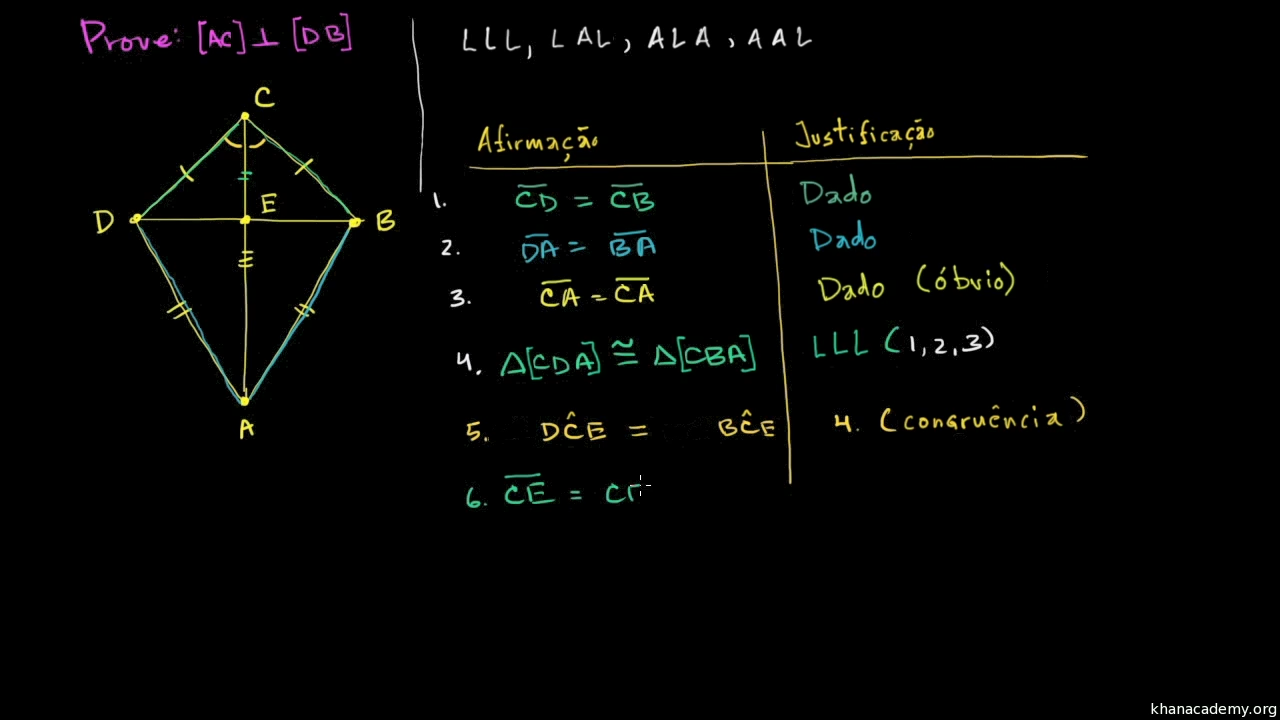 Prove: [AC] ⊥ [DB]
LLL, LAL, ALA, AAL
C
D
E
B
A
Afirmação Justificação
1. CD = CB Dado
2. DA = BA Dado
3. CA = CA Dado (óbvio)
4. Δ[CDA] ≅ Δ[CBA] LLL (1,2,3)
5. DĈE = BĈE 4. (congruência)
6. CE = C
khanacademy.org